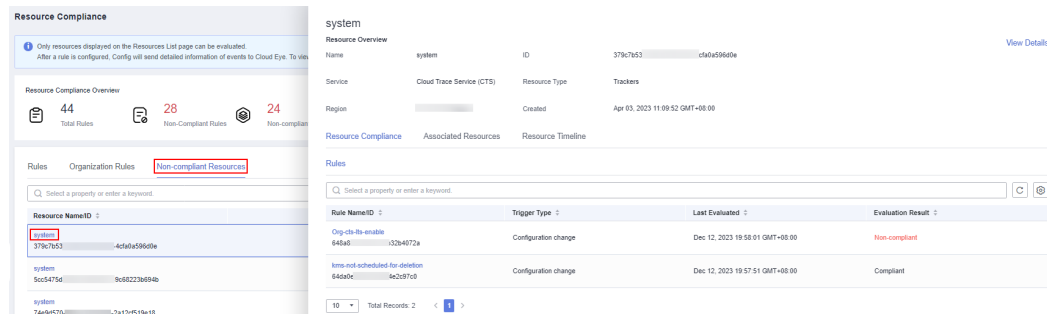 Resource Compliance
Only resources displayed on the Resources List page can be evaluated.
After a rule is configured, Config will send detailed information of events to Cloud Eye. To view
Resource Compliance Overview
44
Total Rules
28
Non-Compliant Rules
24
Non-complian
Rules Organization Rules Non-compliant Resources
Select a property or enter a keyword.
Resource Name/ID
system
379c7b53 -4cfa0a596d0e
system
5cc5475d 9c68223b694b
system
74e9d570- -2a12cf519e18
system
Resource Overview
View Details
Name system ID 379c7b53 cfa0a596d0e
Service Cloud Trace Service (CTS) Resource Type Trackers
Region Created Apr 03, 2023 11:09:52 GMT+08:00
Resource Compliance Associated Resources Resource Timeline
Rules
Select a property or enter a keyword.
Rule Name/ID Trigger Type Last Evaluated Evaluation Result
Org-cts-lts-enable
648a8 32b4072a Configuration change Dec 12, 2023 19:58:01 GMT+08:00 Non-compliant
kms-not-scheduled-for-deletion
64da0e 4e2c97c0 Configuration change Dec 12, 2023 19:57:51 GMT+08:00 Compliant
10 Total Records: 2 < 1 >